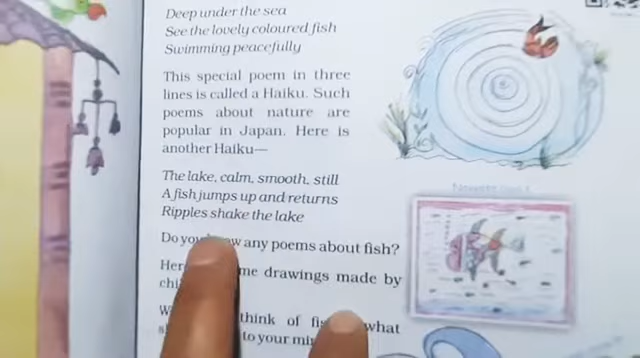 Deep under the sea
See the lovely coloured fish
Swimming peacefully
This special poem in three
lines is called a Haiku. Such
poems about nature are
popular in Japan. Here is
another Haiku—
The lake, calm, smooth, still
A fish jumps up and returns
Ripples shake the lake
Do you any poems about fish?
drawings made by
think of what
to your